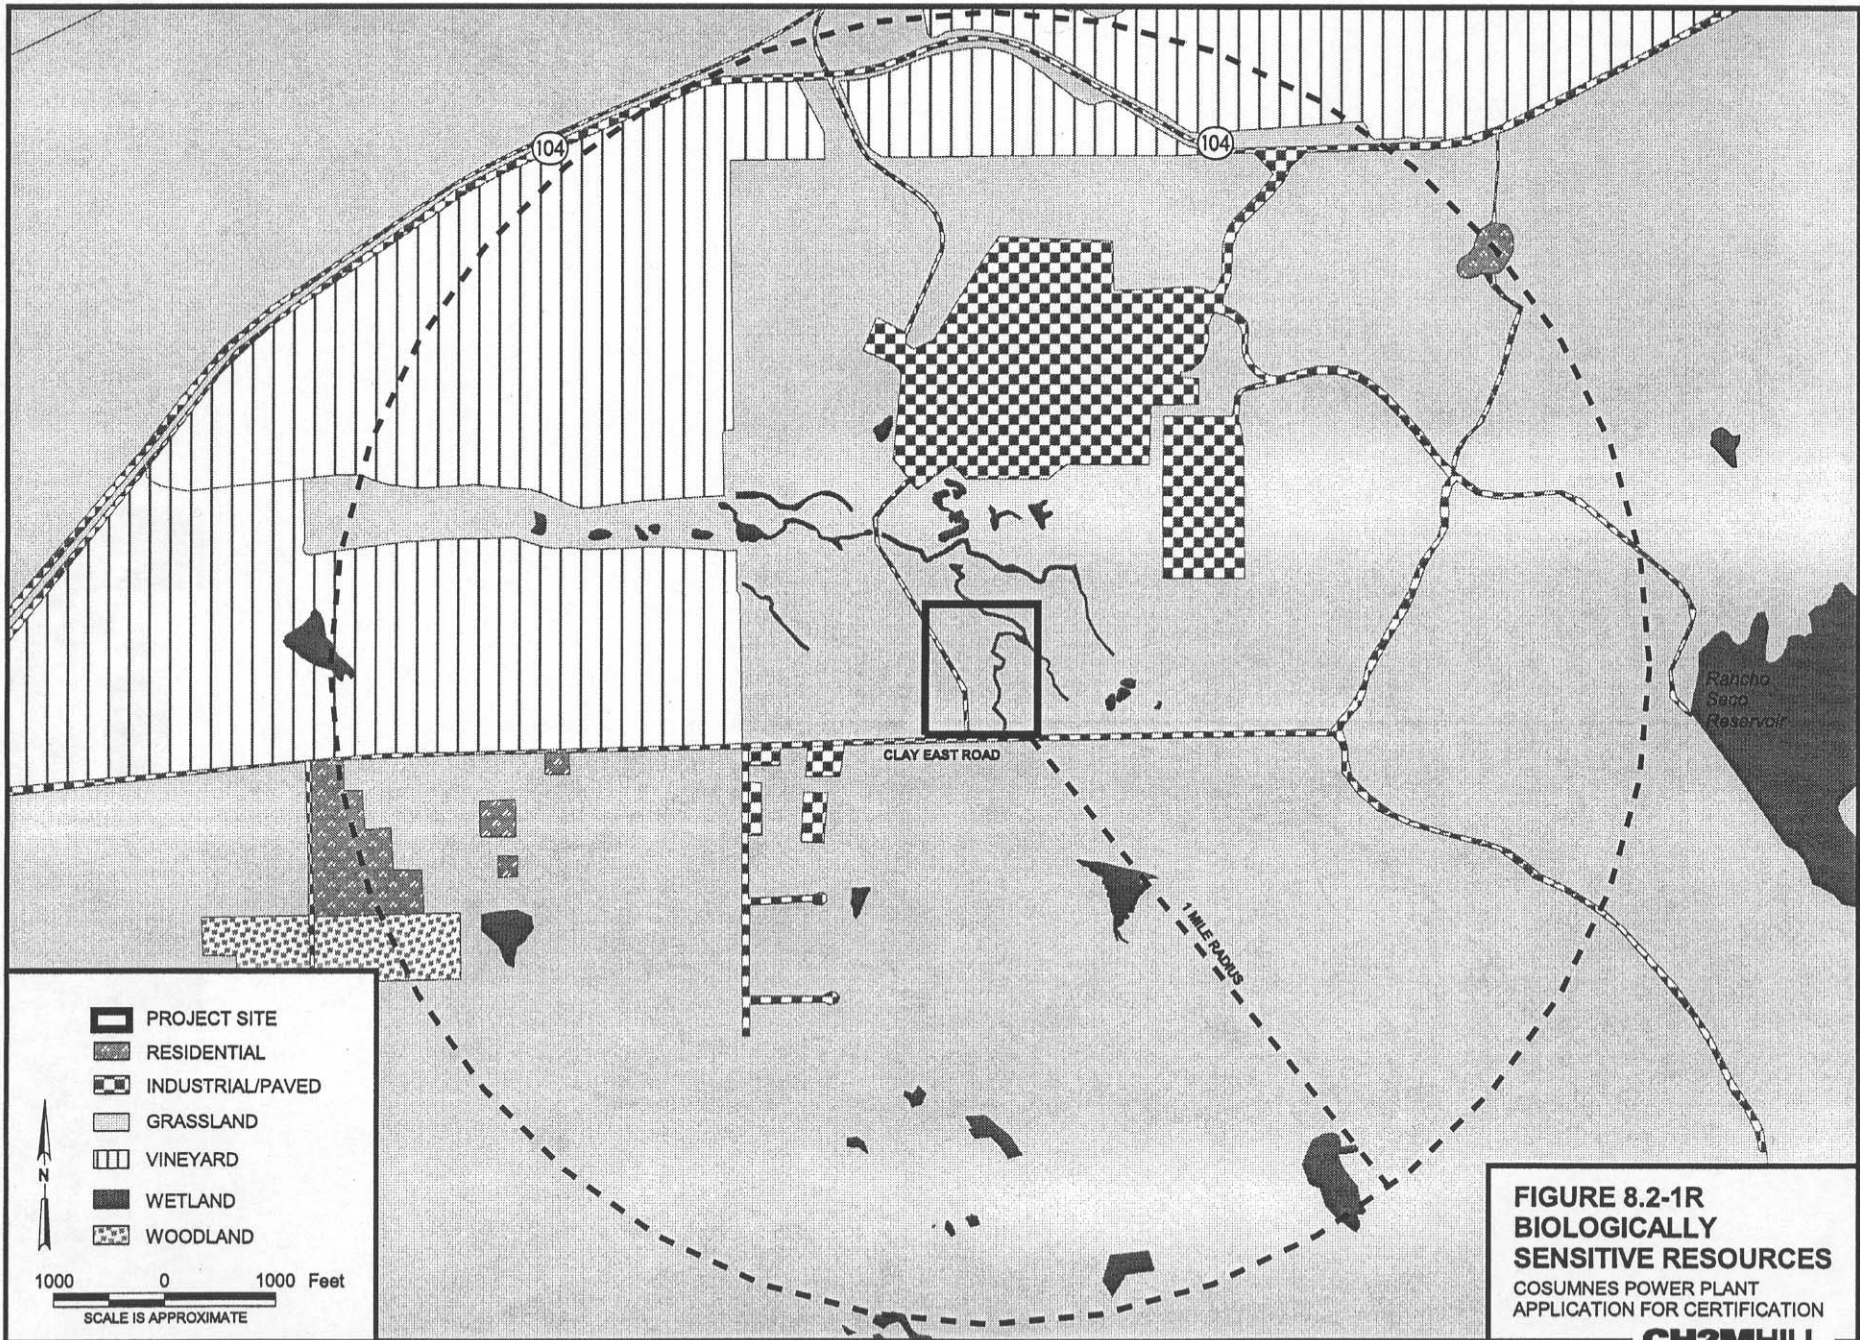 104
104
Rancho
Seco
Reservoir
CLAY EAST ROAD
1 MILE RADIUS
PROJECT SITE
RESIDENTIAL
INDUSTRIAL/PAVED
GRASSLAND
VINEYARD
WETLAND
WOODLAND
N
1000 0 1000 Feet
SCALE IS APPROXIMATE
FIGURE 8.2-1R
BIOLOGICALLY
SENSITIVE RESOURCES
COSUMNES POWER PLANT
APPLICATION FOR CERTIFICATION
CH2MHILL